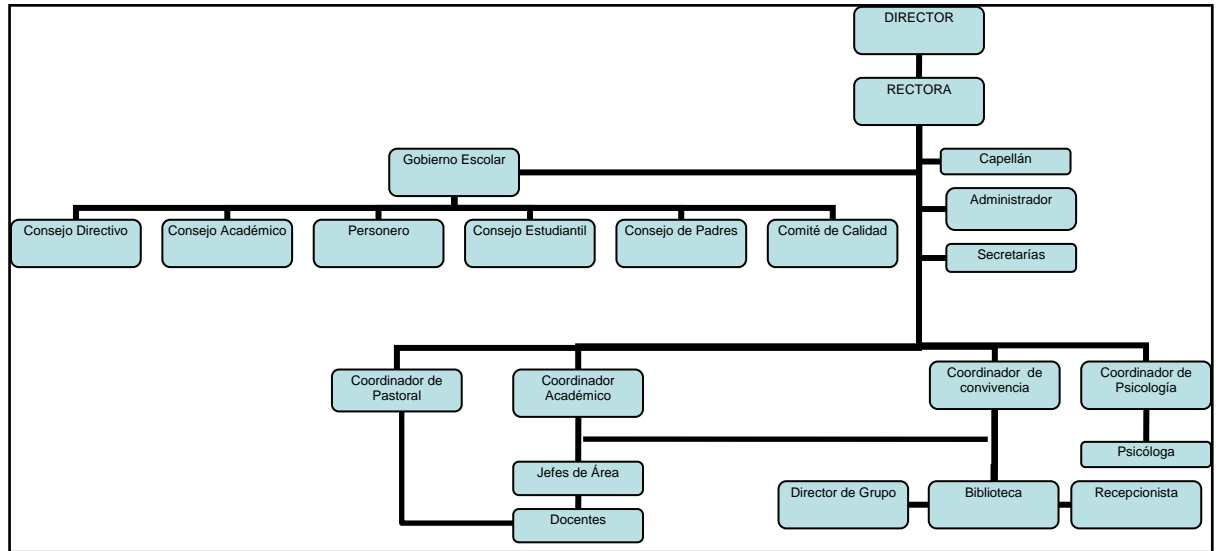 DIRECTOR
RECTORA
Capellán
Gobierno Escolar
Administrador
Consejo Directivo
Consejo Académico
Personero
Consejo Estudiantil
Consejo de Padres
Comité de Calidad
Secretarías
Coordinador de
Pastoral
Coordinador
Académico
Coordinador de
convivencia
Coordinador de
Psicología
Psicóloga
Jefes de Área
Director de Grupo
Biblioteca
Recepcionista
Docentes